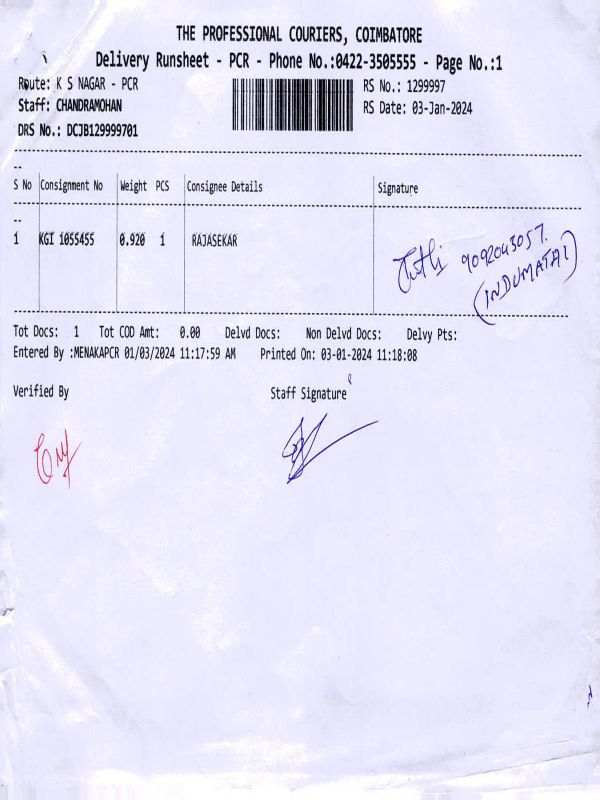 THE PROFESSIONAL COURIERS, COIMBATORE
Delivery Runsheet - PCR - Phone No.:0422-3505555 - Page No.:1
Route: K S NAGAR - PCR RS No.: 1299997
Staff: CHANDRAMOHAN RS Date: 03-Jan-2024
DRS No.: DCJB129999701
S No Consignment No Weight PCS Consignee Details Signature
1 KGI 1055455 0.920 1 RAJASEKAR
9092043057.
(INDUMATAI)
Tot Docs: 1 Tot COD Amt: 0.00 Delvd Docs: Non Delvd Docs: Delvy Pts:
Entered By :MENAKAPCR 01/03/2024 11:17:59 AM Printed On: 03-01-2024 11:18:08
Verified By Staff Signature